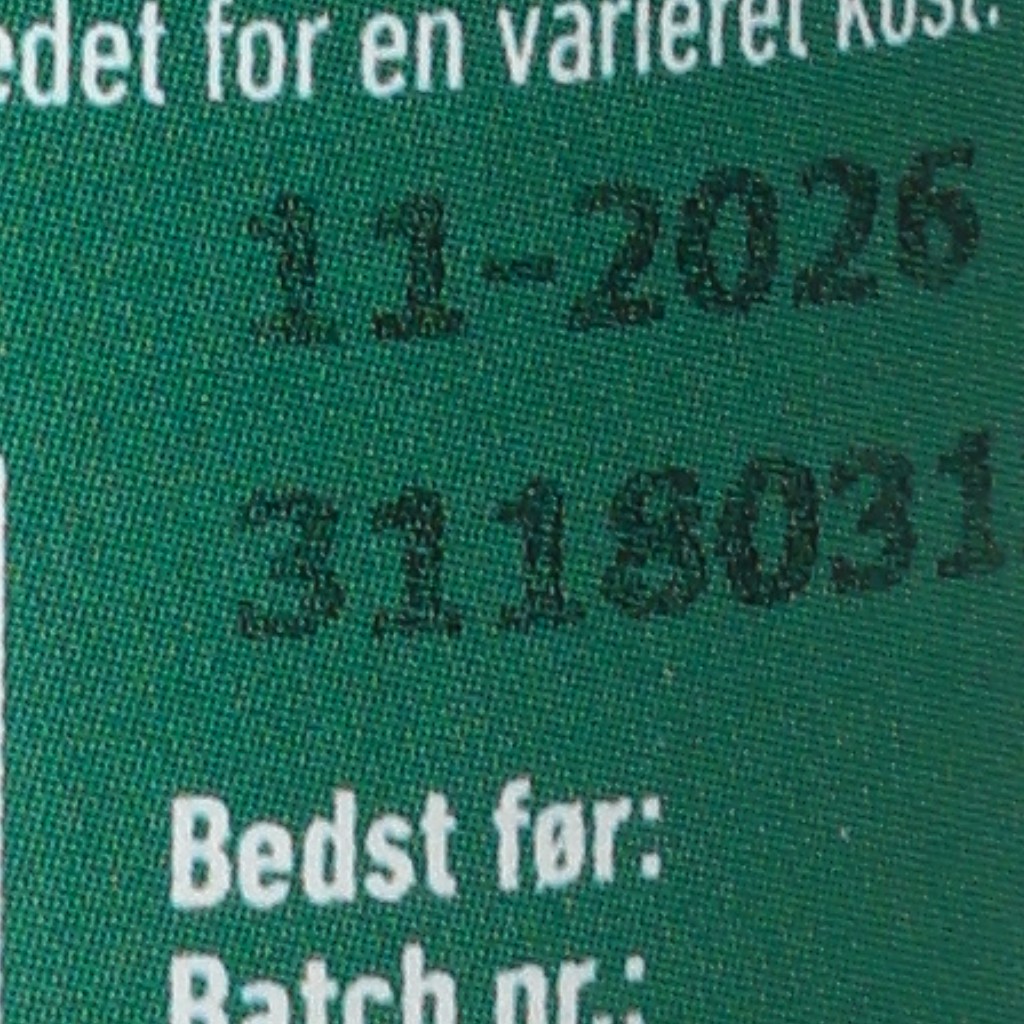 edet for en varieret kost.
11-2026
3118031
Bedst før:
Batch nr.: